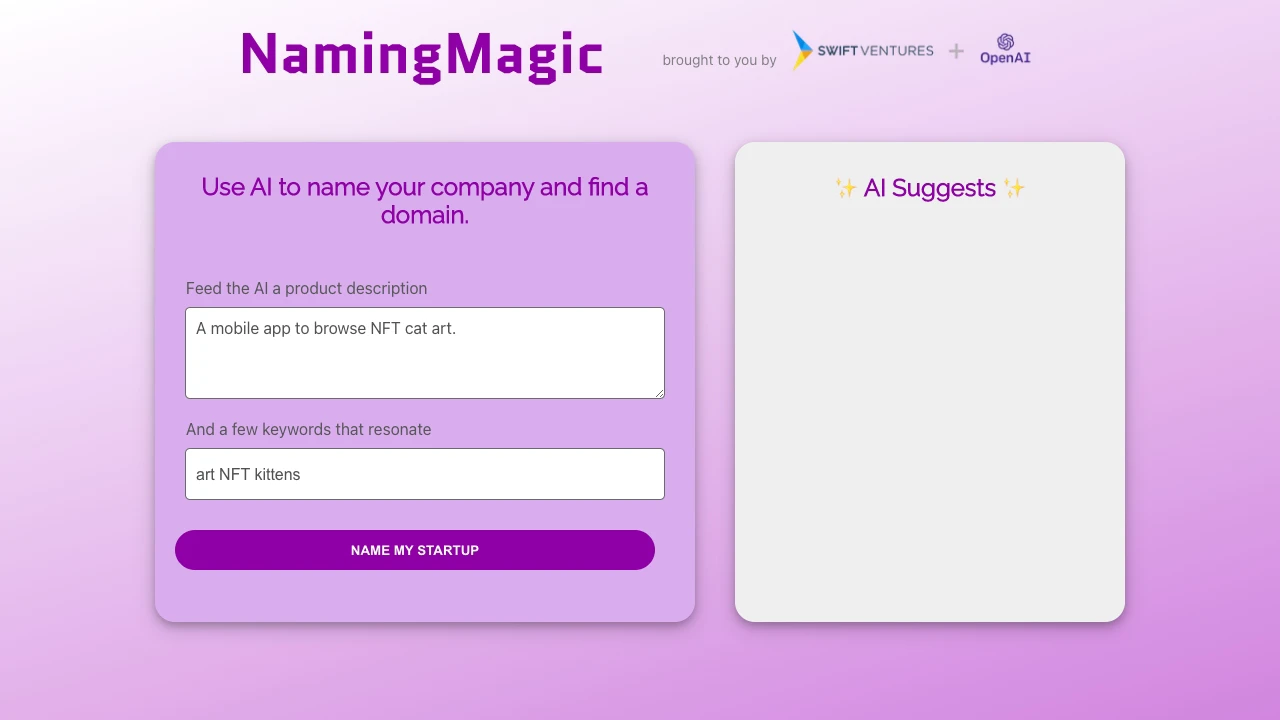 NamingMagic
brought to you by
SWIFTVENTURES
+
OpenAI
Use AI to name your company and find a
domain.
Feed the AI a product description
A mobile app to browse NFT cat art.
And a few keywords that resonate
art NFT kittens
NAME MY STARTUP
✨ AI Suggests ✨